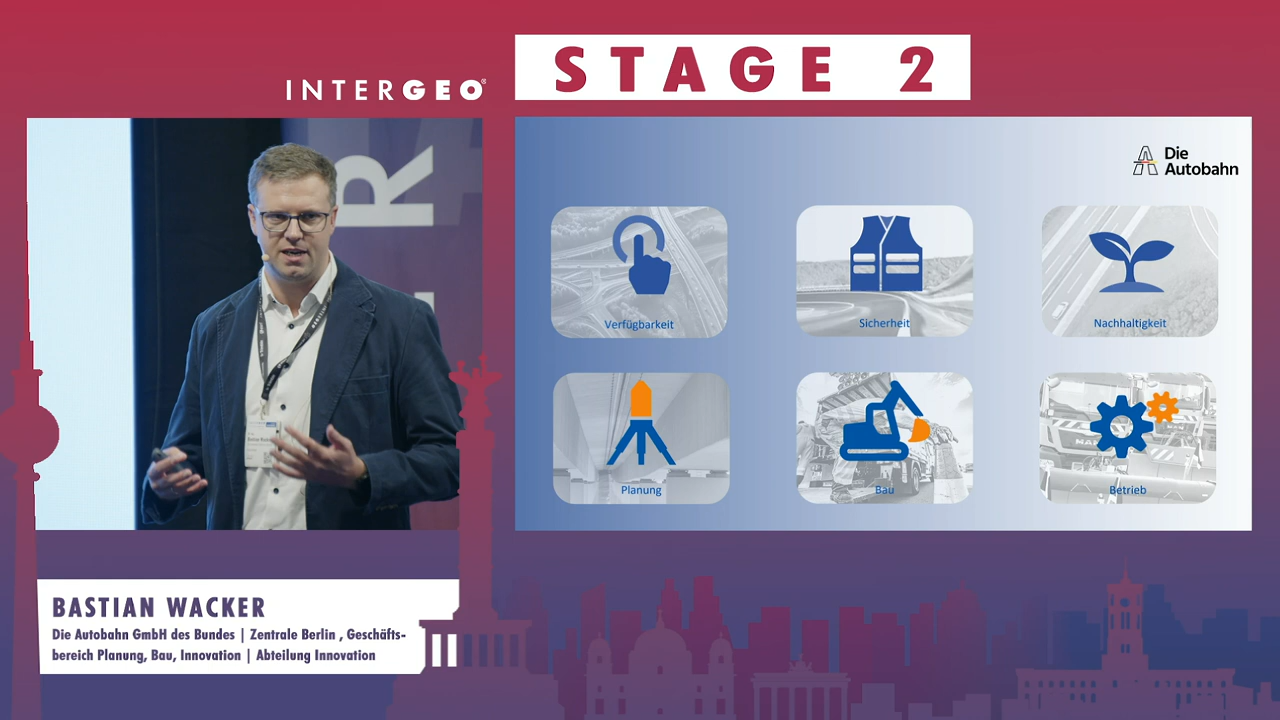 INTERGEO®
STAGE 2
Die
Autobahn
Verfügbarkeit
Sicherheit
Nachhaltigkeit
Planung
Bau
Betrieb
BASTIAN WACKER
Die Autobahn GmbH des Bundes | Zentrale Berlin , Geschäfts-
bereich Planung, Bau, Innovation | Abteilung Innovation